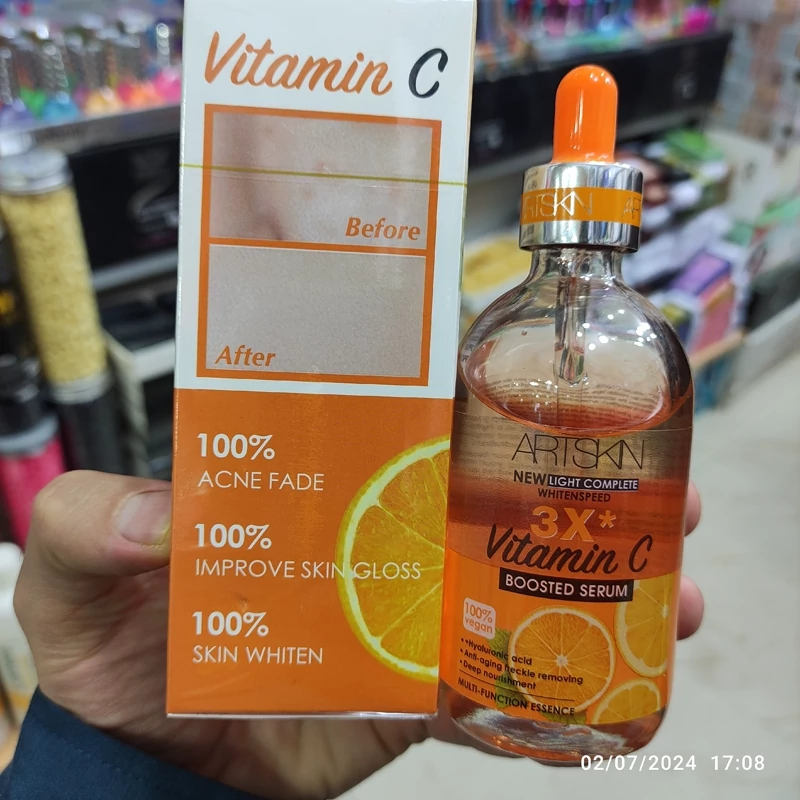 Vitamin C
Before
After
100%
ACNE FADE
100%
IMPROVE SKIN GLOSS
100%
SKIN WHITEN
ARTSKIN
ARTSKIN
NEW LIGHT COMPLETE
WHITENSPEED
3X*
Vitamin C
BOOSTED SERUM
100%
vegan
• *Hyaluronic acid
• Anti-aging heckle removing
• Deep nourishment
MULTI-FUNCTION ESSENCE
02/07/2024 17:08